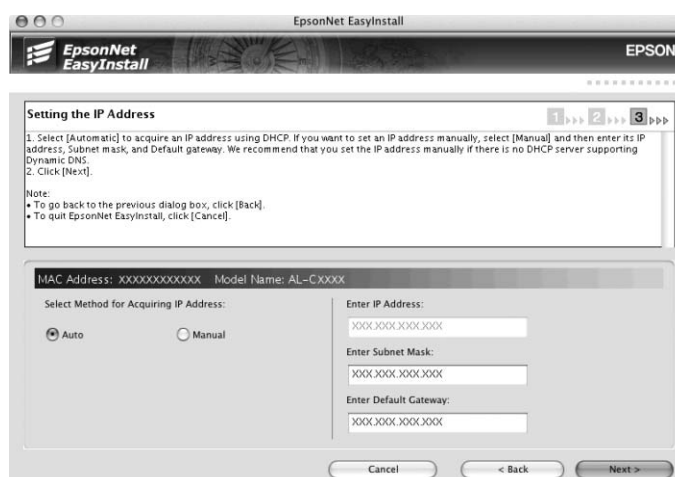 EpsonNet EasyInstall
EpsonNet
EasyInstall
EPSON
Setting the IP Address
1 2 3
1. Select [Automatic] to acquire an IP address using DHCP. If you want to set an IP address manually, select [Manual] and then enter its IP
address, Subnet mask, and Default gateway. We recommend that you set the IP address manually if there is no DHCP server supporting
Dynamic DNS.
2. Click [Next].
Note:
• To go back to the previous dialog box, click [Back].
• To quit EpsonNet EasyInstall, click [Cancel].
MAC Address: XXXXXXXXXXXX Model Name: AL-CXXXX
Select Method for Acquiring IP Address:
Auto
Manual
Enter IP Address:
XXX.XXX.XXX.XXX
Enter Subnet Mask:
XXX.XXX.XXX.XXX
Enter Default Gateway:
XXX.XXX.XXX.XXX
Cancel
< Back
Next >